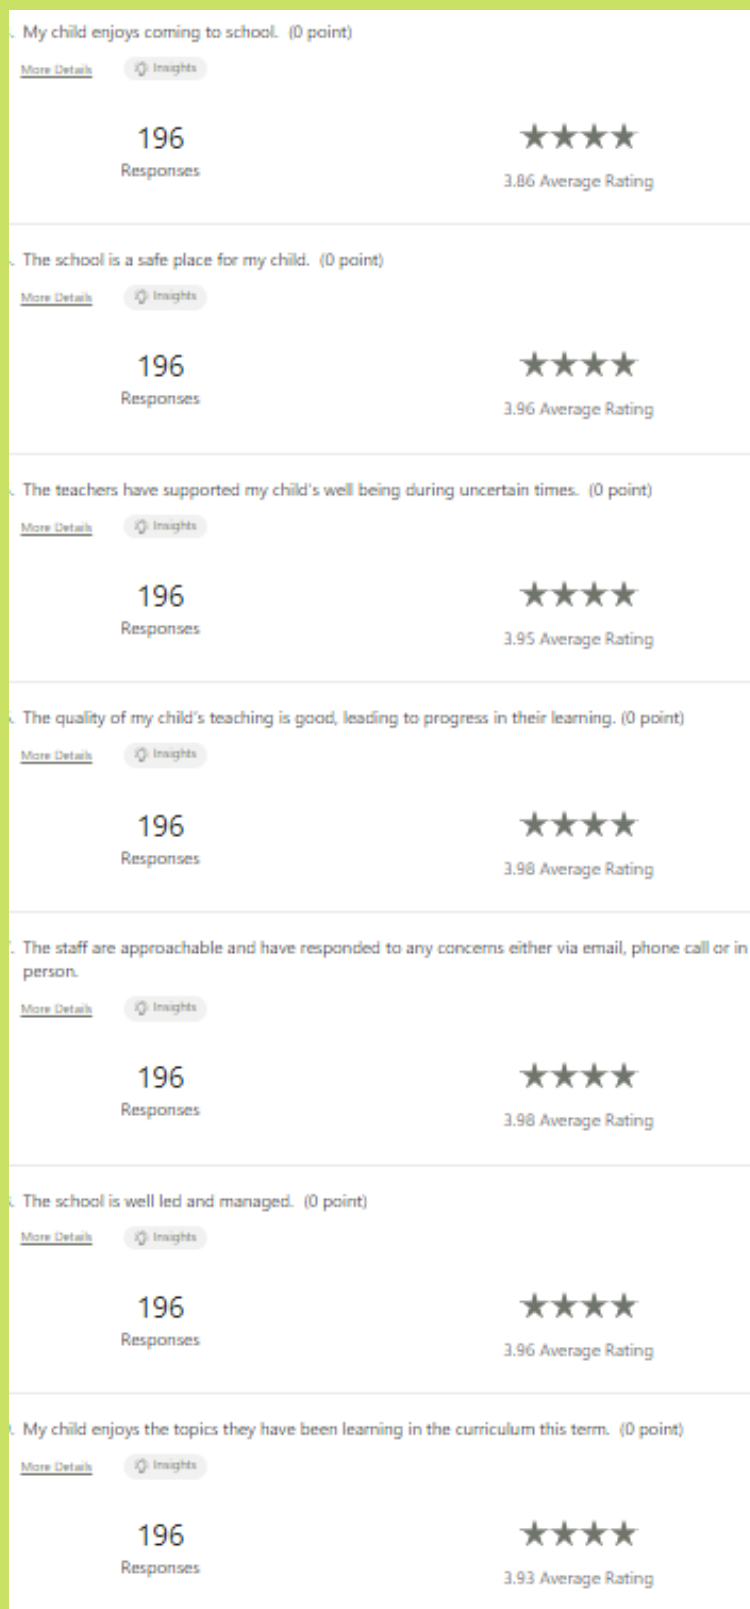 My child enjoys coming to school. (0 point)
More Details Insights
196
Responses
3.86 Average Rating
The school is a safe place for my child. (0 point)
More Details Insights
196
Responses
3.96 Average Rating
The teachers have supported my child's well being during uncertain times. (0 point)
More Details Insights
196
Responses
3.95 Average Rating
The quality of my child's teaching is good, leading to progress in their learning. (0 point)
More Details Insights
196
Responses
3.98 Average Rating
The staff are approachable and have responded to any concerns either via email, phone call or in
person.
More Details Insights
196
Responses
3.98 Average Rating
The school is well led and managed. (0 point)
More Details Insights
196
Responses
3.96 Average Rating
My child enjoys the topics they have been learning in the curriculum this term. (0 point)
More Details Insights
196
Responses
3.93 Average Rating